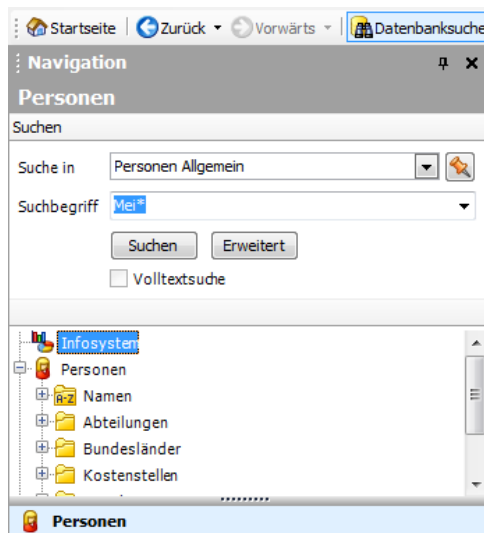 Startseite Zurück Vorwärts Datenbanksuche
Navigation
Personen
Suchen
Suche in Personen Allgemein
Suchbegriff Mei*
Suchen Erweitert
Volltextsuche
Infosystem
Personen
A-Z Namen
Abteilungen
Bundesländer
Kostenstellen
Personen